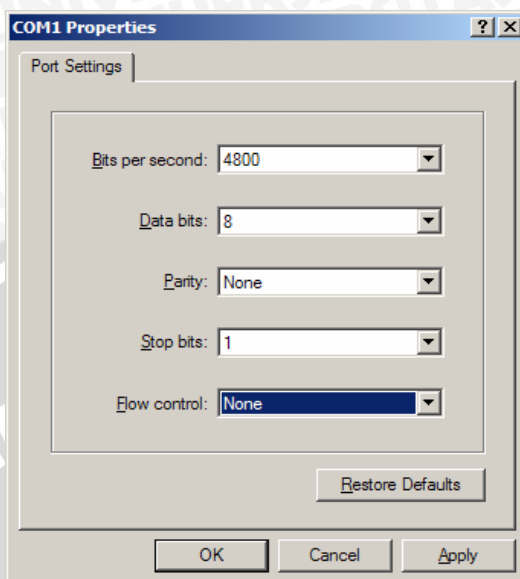 COM1 Properties
Port Settings
Bits per second: 4800
Data bits: 8
Parity: None
Stop bits: 1
Flow control: None
Restore Defaults
OK Cancel Apply